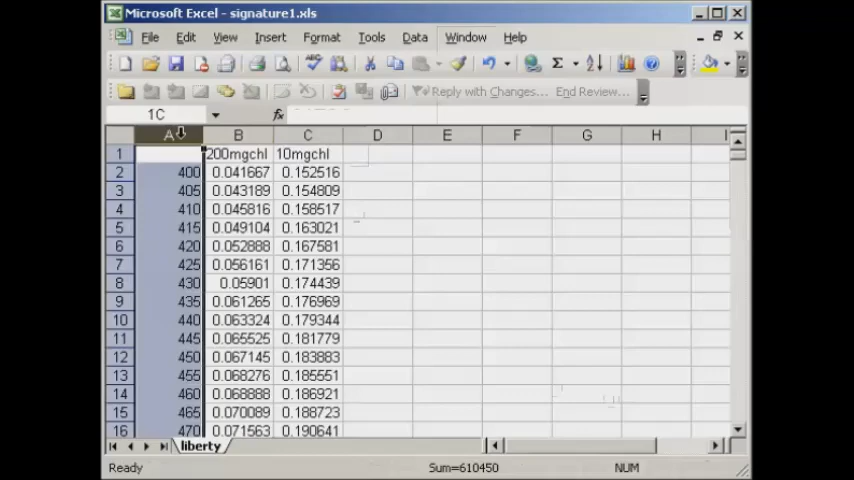 Microsoft Excel - signature1.xls
File Edit View Insert Format Tools Data Window Help
Reply with Changes... End Review...
1C fx
A B C D E F G H I
1 200mgchl 10mgchl
2 400 0.041667 0.152516
3 405 0.043189 0.154809
4 410 0.045816 0.158517
5 415 0.049104 0.163021
6 420 0.052888 0.167581
7 425 0.056161 0.171356
8 430 0.05901 0.174439
9 435 0.061265 0.176969
10 440 0.063324 0.179344
11 445 0.065525 0.181779
12 450 0.067145 0.183883
13 455 0.068276 0.185551
14 460 0.068888 0.186921
15 465 0.070089 0.188723
16 470 0.071563 0.190641
liberty
Ready Sum=610450 NUM